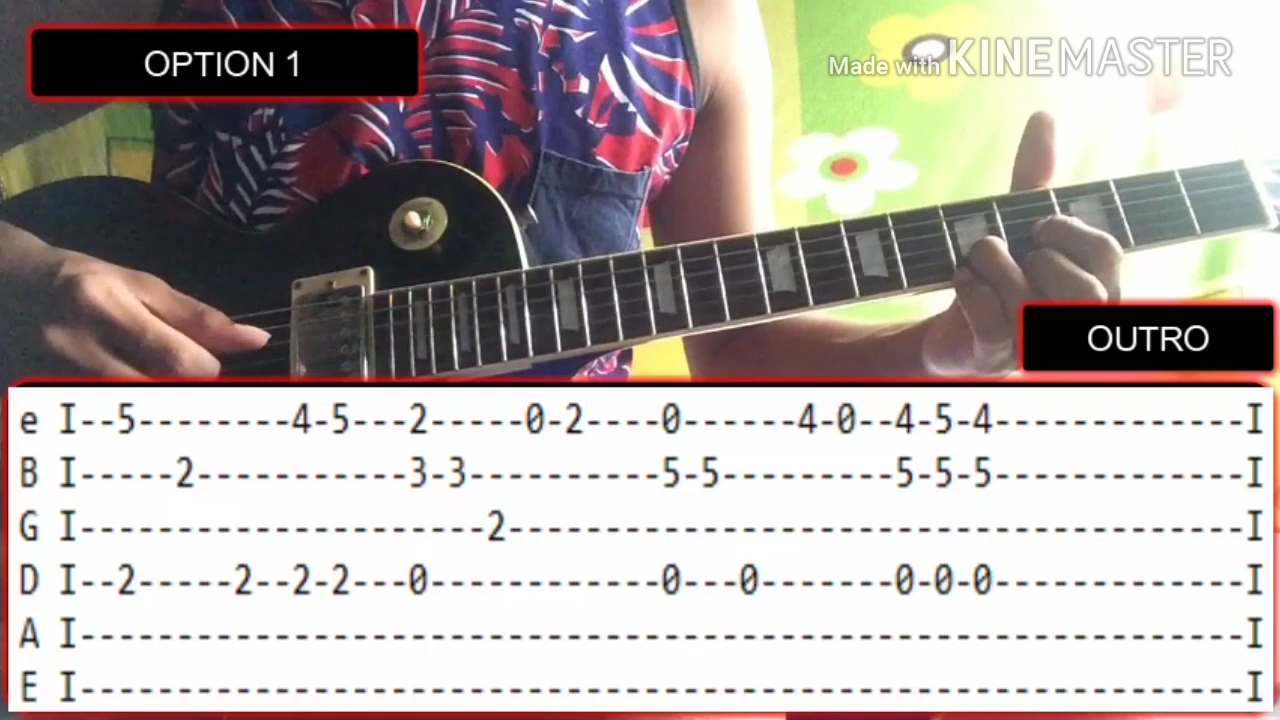 OPTION 1
Made with KINEMASTER
OUTRO
e I--5--------4-5---2-----0-2----0------4-0--4-5-4-------------I
B I-----2-----------3-3----------5-5---------5-5-5-------------I
G I---------------------2--------------------------------------I
D I--2-----2--2-2---0------------0---0-------0-0-0-------------I
A I------------------------------------------------------------I
E I------------------------------------------------------------I